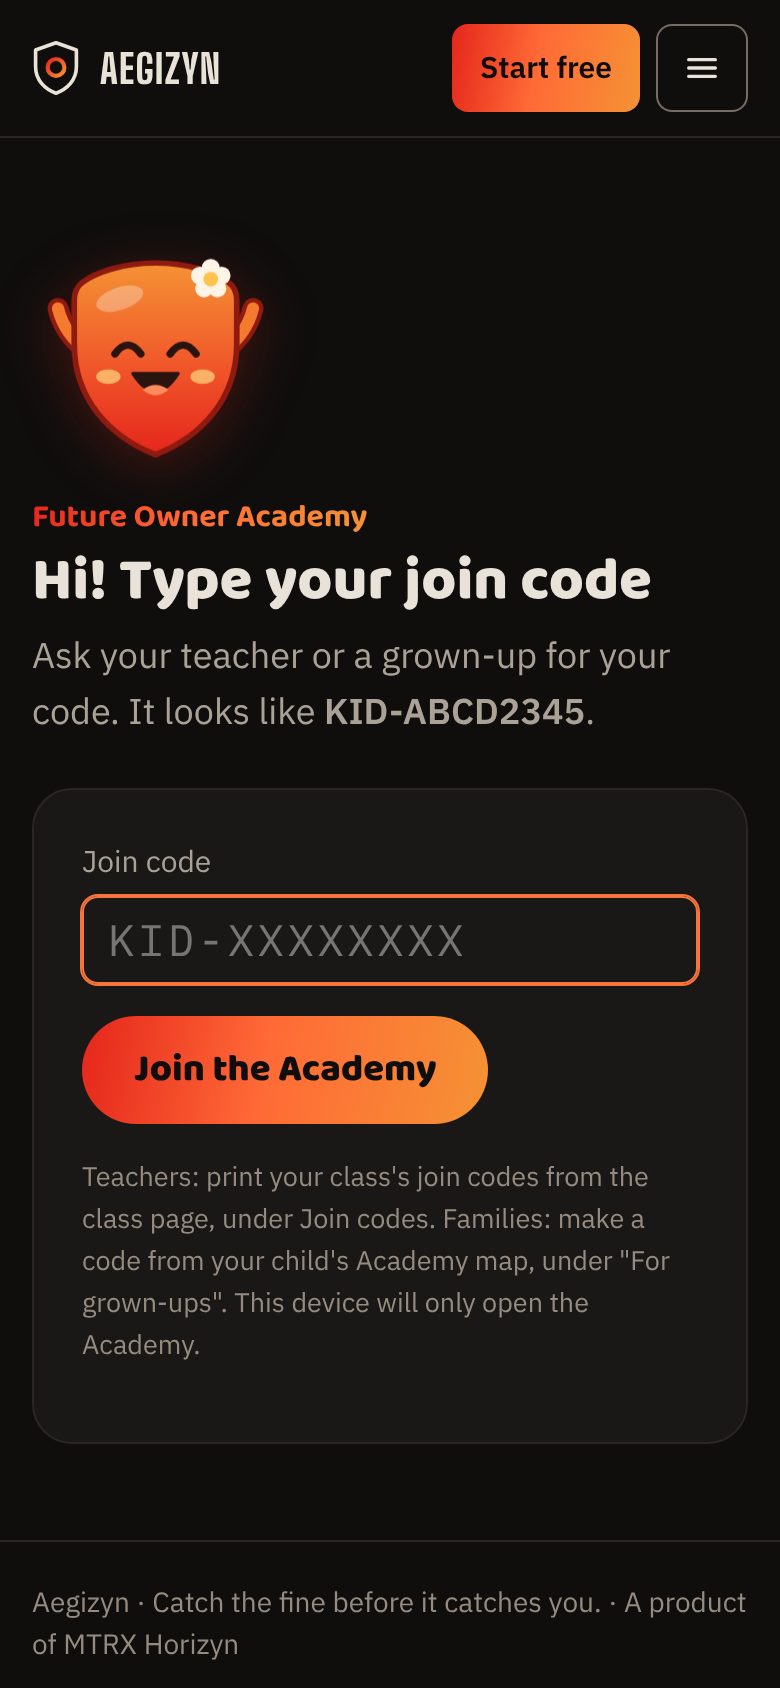 AEGIZYN
Start free
Future Owner Academy
Hi! Type your join code
Ask your teacher or a grown-up for your
code. It looks like KID-ABCD2345.
Join code
KID-XXXXXXXX
Join the Academy
Teachers: print your class's join codes from the
class page, under Join codes. Families: make a
code from your child's Academy map, under "For
grown-ups". This device will only open the
Academy.
Aegizyn · Catch the fine before it catches you. · A product
of MTRX Horizyn